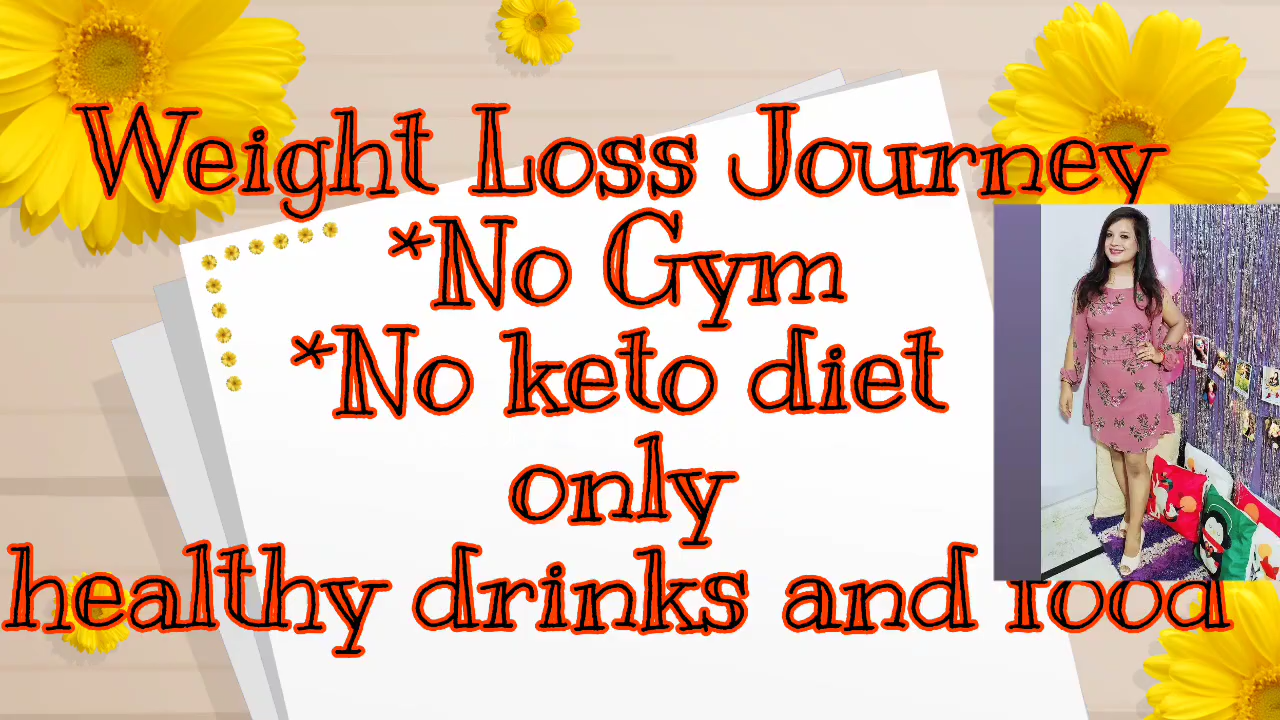 Weight Loss Journey
*No Gym
*No keto diet
only
healthy drinks and food